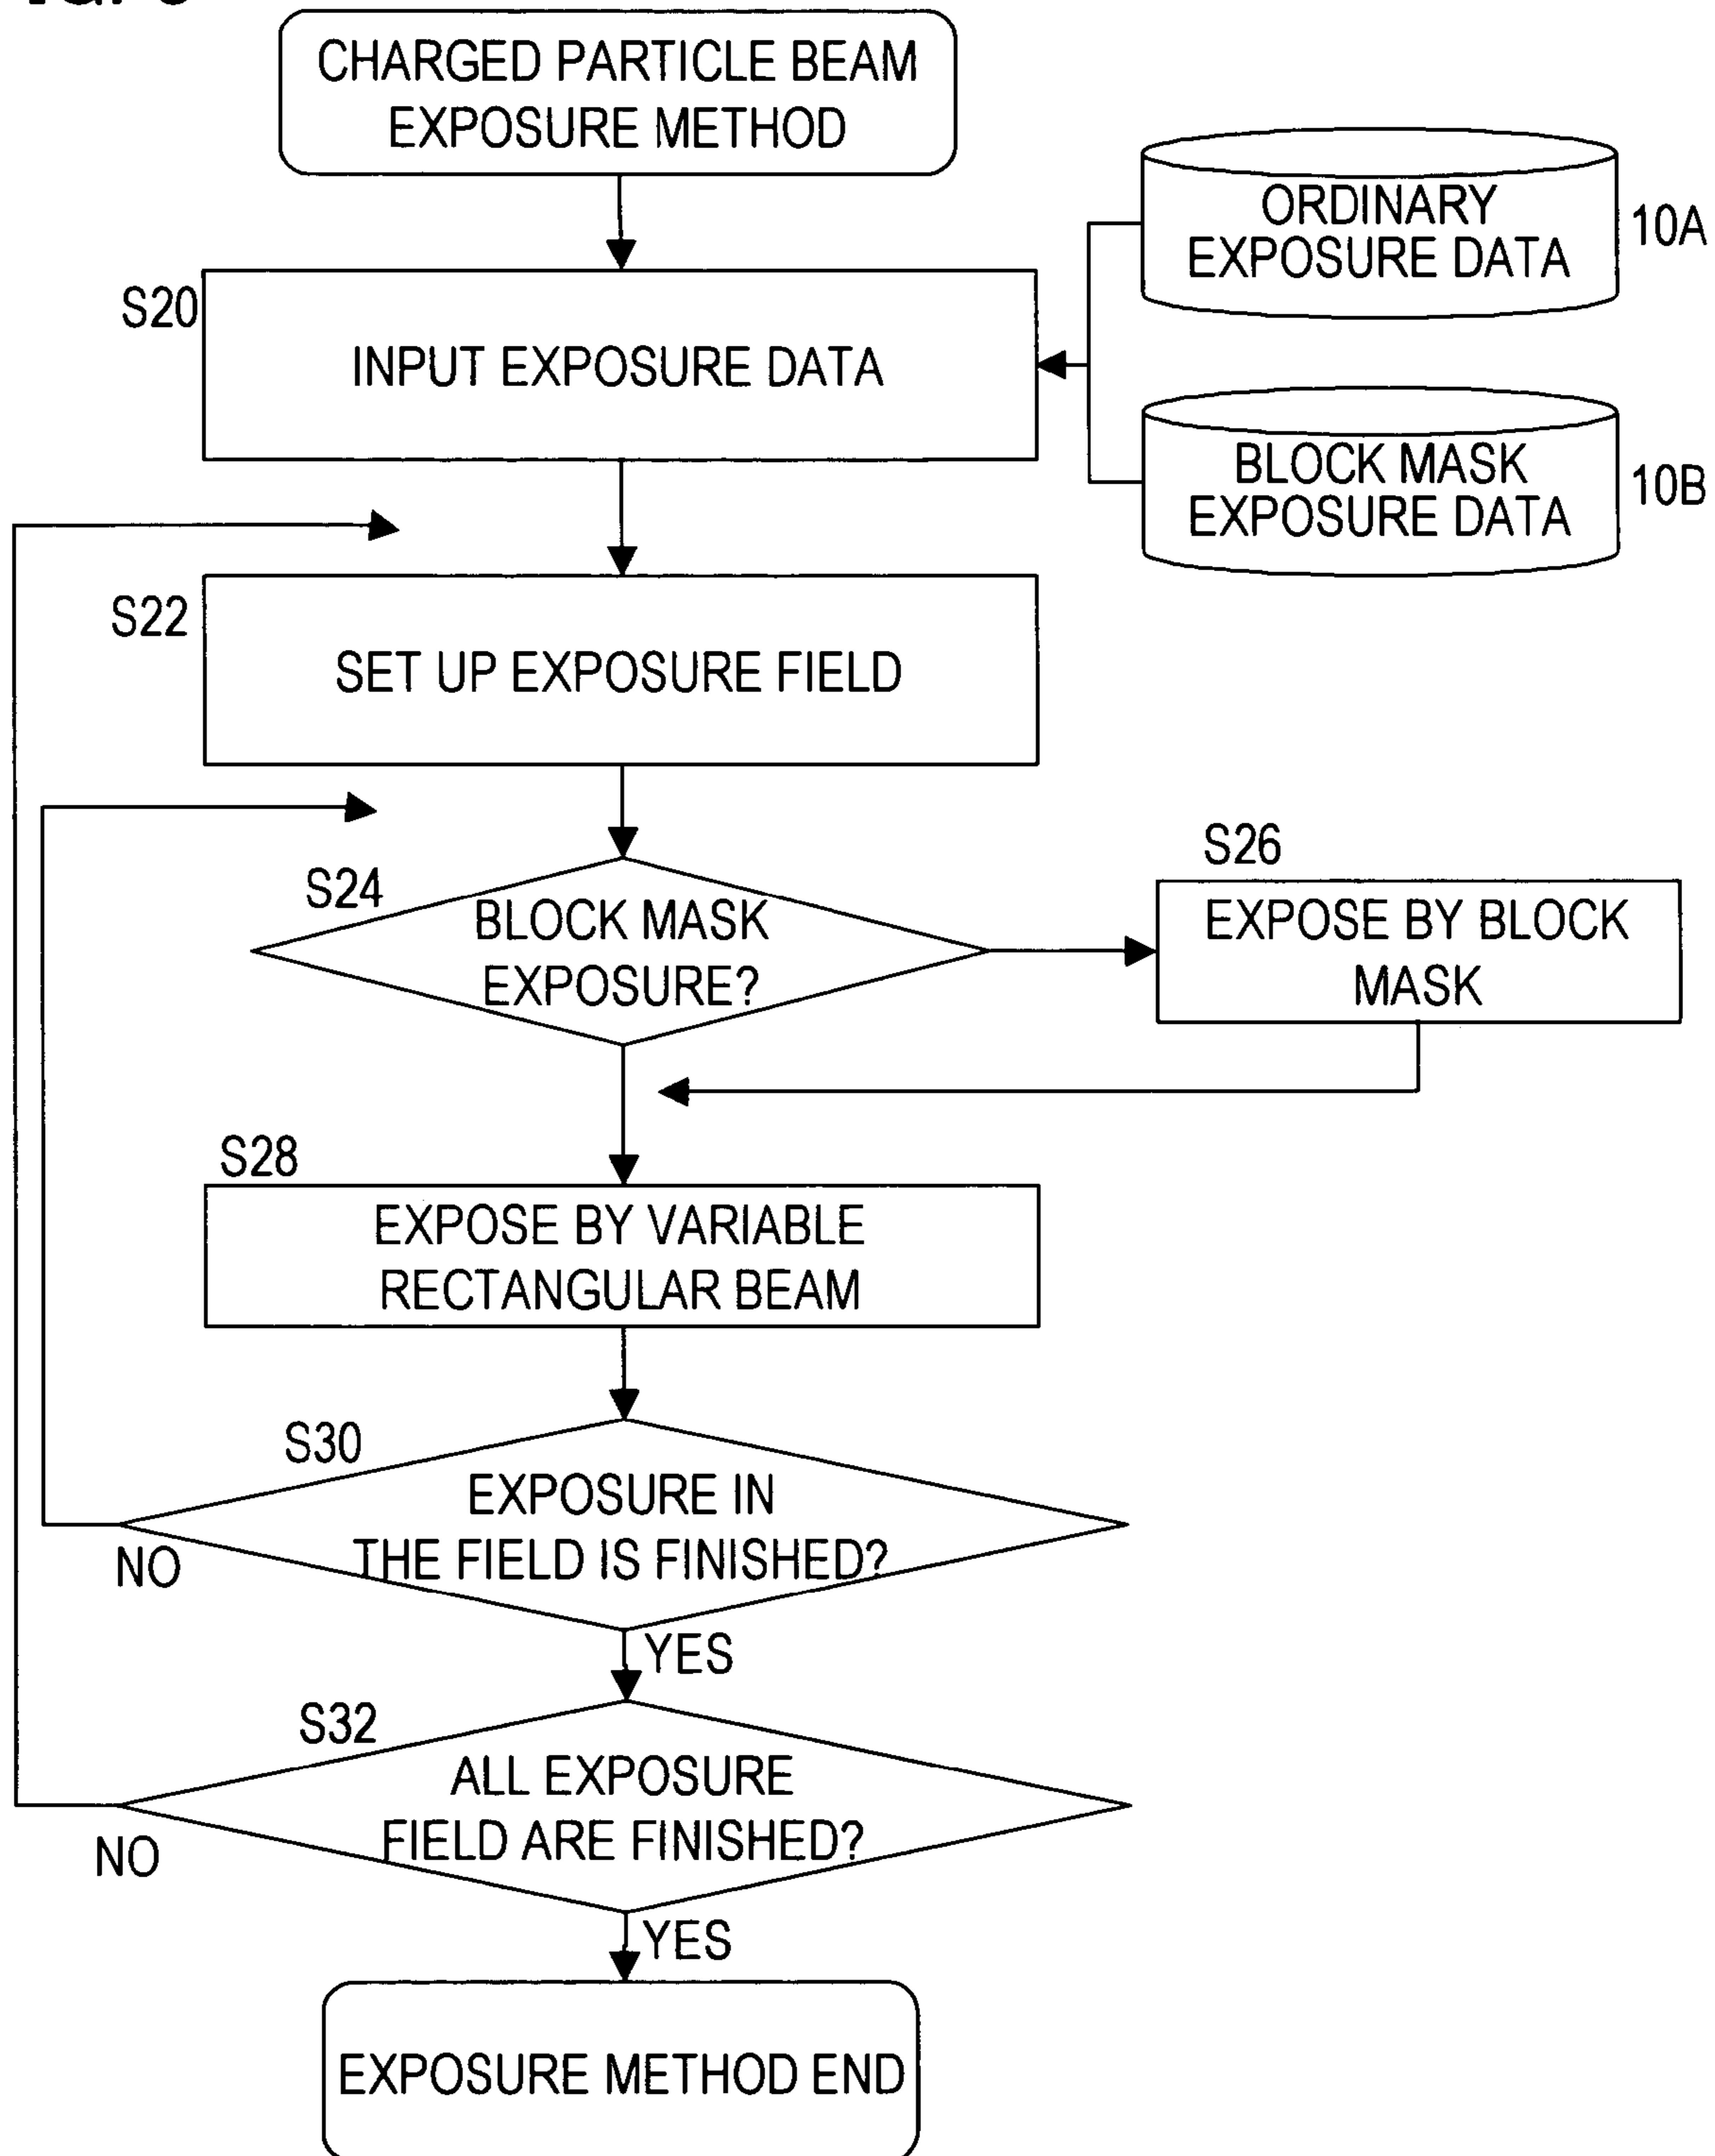 CHARGED PARTICLE BEAM
EXPOSURE METHOD
ORDINARY
EXPOSURE DATA
10A
S20
INPUT EXPOSURE DATA
BLOCK MASK
EXPOSURE DATA
10B
S22
SET UP EXPOSURE FIELD
S24
BLOCK MASK
EXPOSURE?
S26
EXPOSE BY BLOCK
MASK
S28
EXPOSE BY VARIABLE
RECTANGULAR BEAM
S30
EXPOSURE IN
THE FIELD IS FINISHED?
NO
YES
S32
ALL EXPOSURE
FIELD ARE FINISHED?
NO
YES
EXPOSURE METHOD END